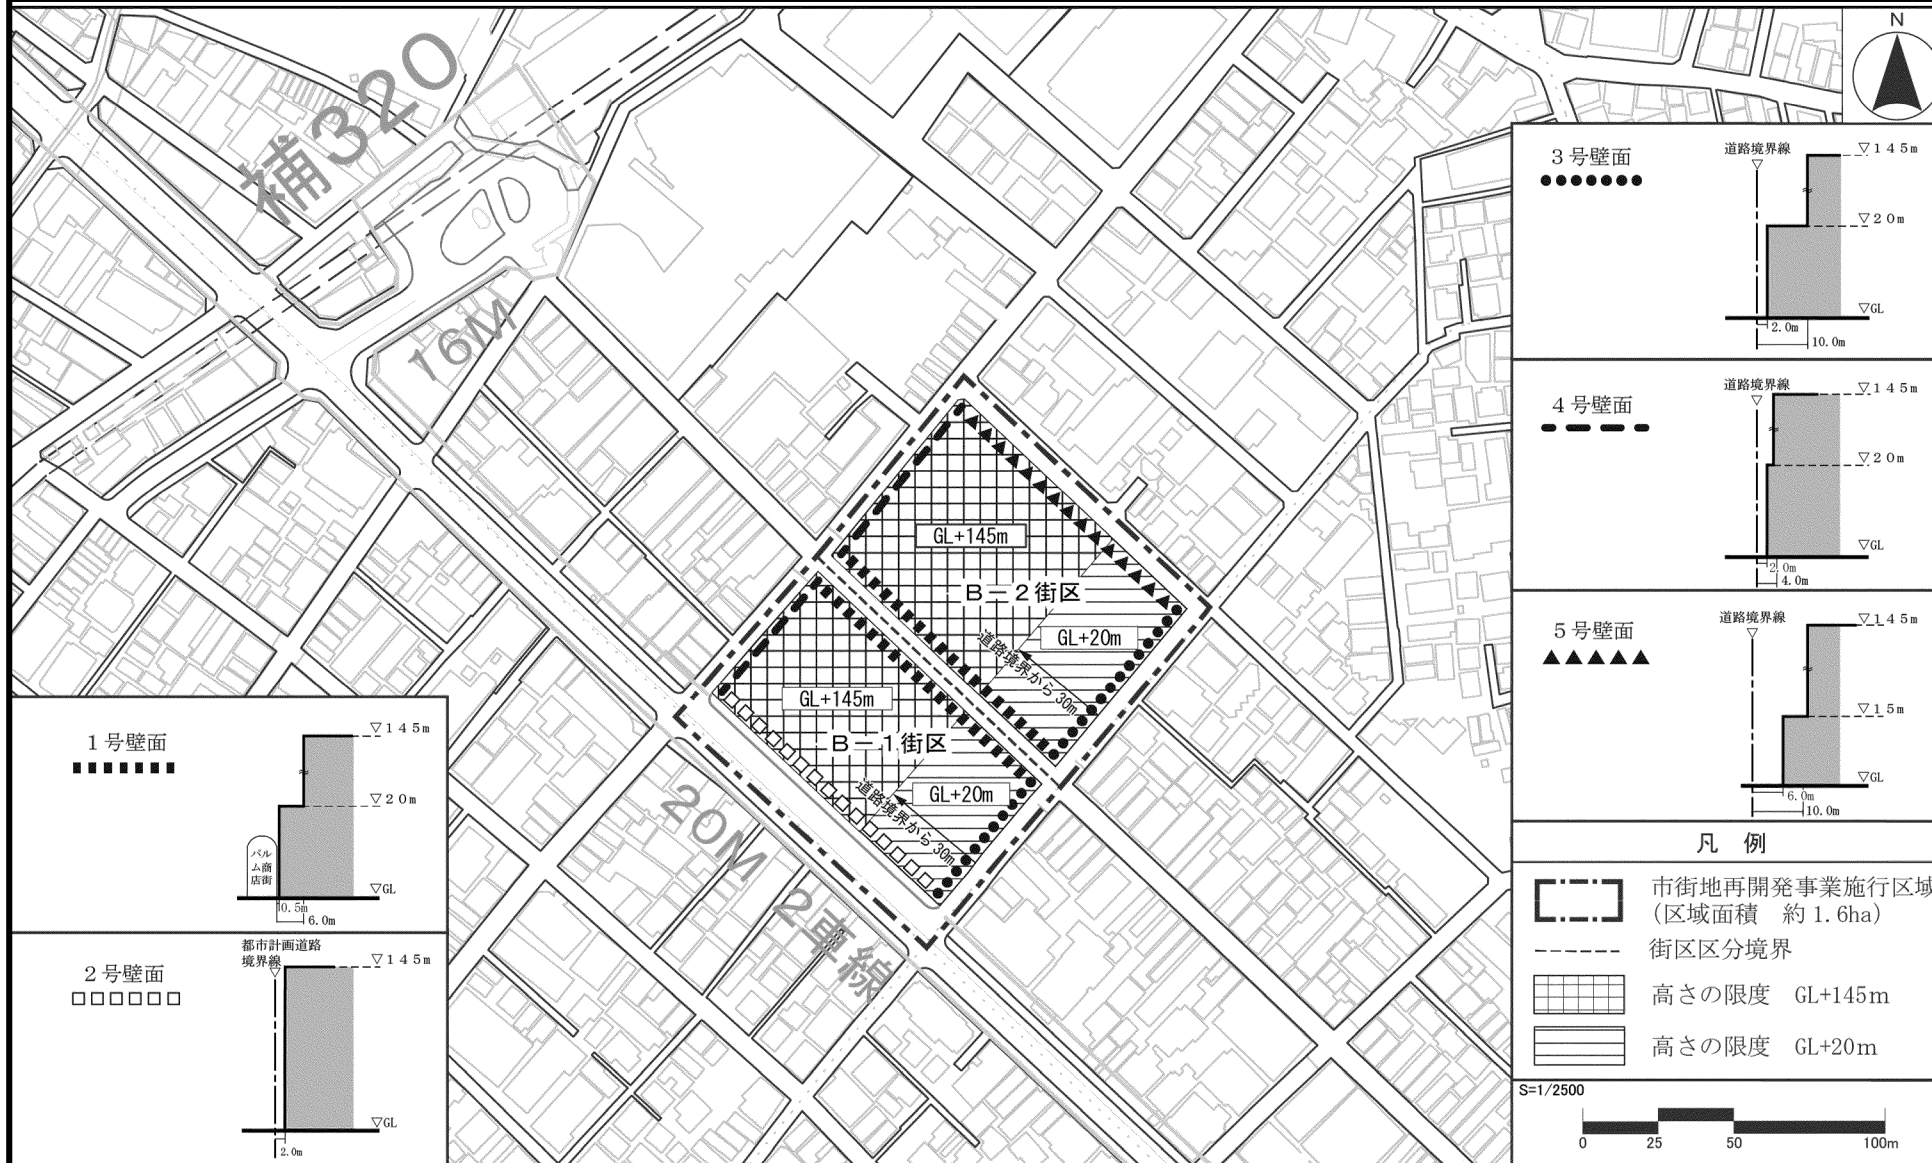 N
補320
16M
20M 2車線
GL+145m
B－2街区
GL+20m
道路境界から30m
GL+145m
B－1街区
GL+20m
道路境界から30m
1号壁面
▽145m
▽20m
パル
ム商
店街
▽GL
0.5m
6.0m
2号壁面
都市計画道路
境界線
▽
▽145m
▽GL
2.0m
3号壁面
道路境界線
▽
▽145m
▽20m
▽GL
2.0m
10.0m
4号壁面
道路境界線
▽
▽145m
▽20m
▽GL
2.0m
4.0m
5号壁面
道路境界線
▽
▽145m
▽15m
▽GL
6.0m
10.0m
凡 例
市街地再開発事業施行区域
（区域面積 約1.6ha）
街区区分境界
高さの限度 GL+145m
高さの限度 GL+20m
S=1/2500
0 25 50 100m